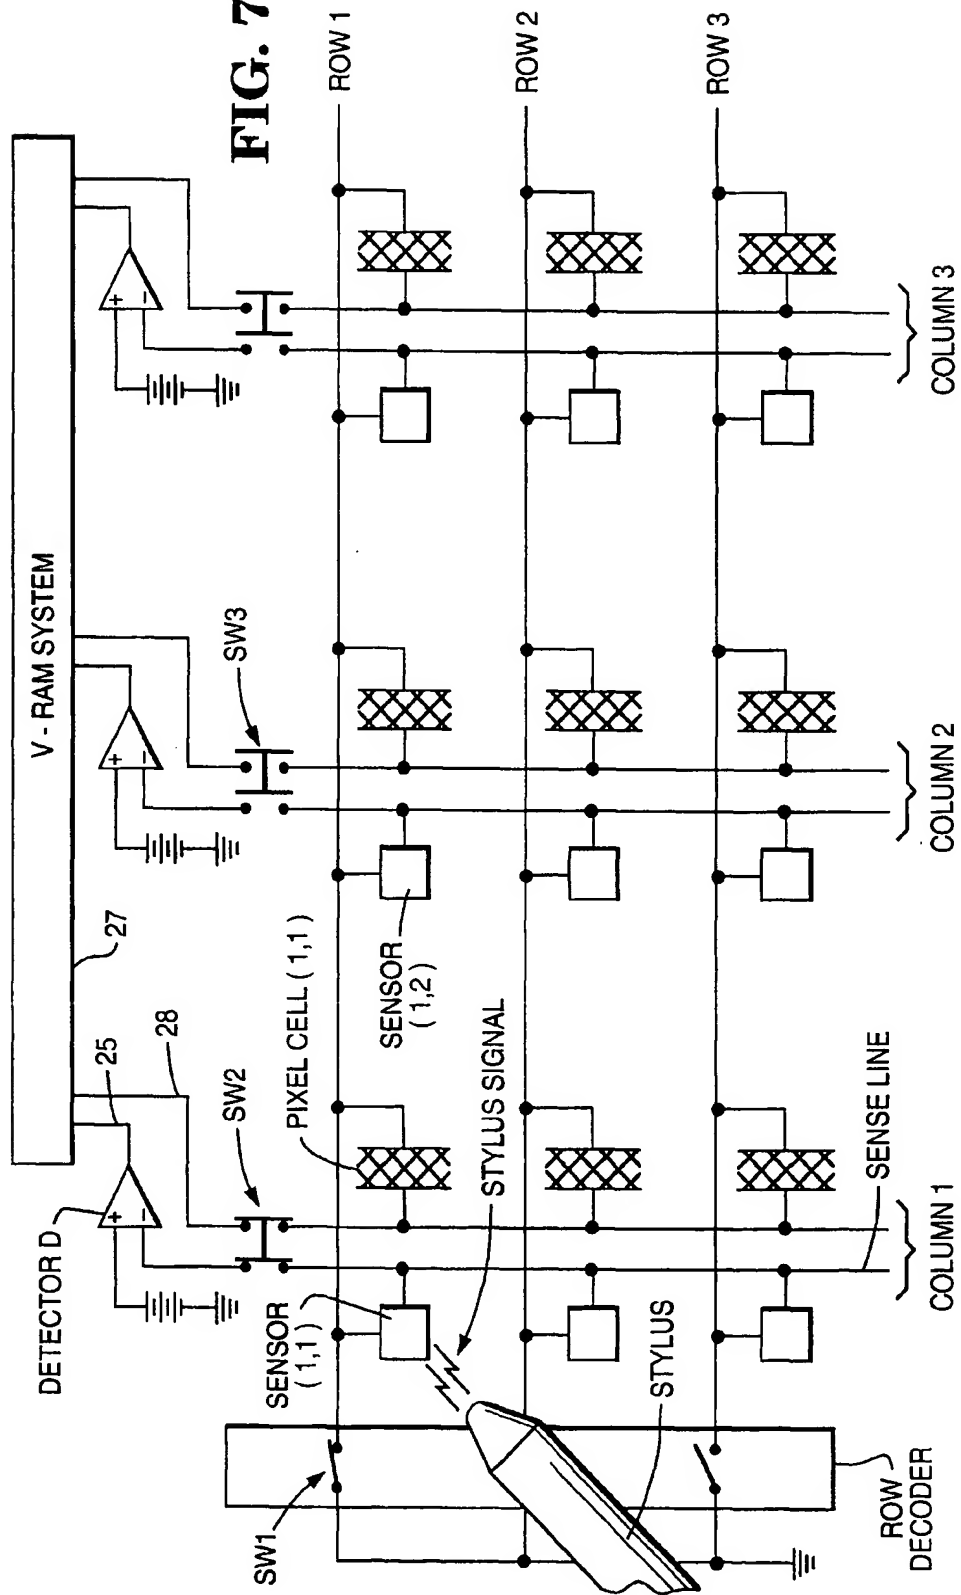 FIG. 7
V - RAM SYSTEM
27
DETECTOR D
25
28
SW2
SW3
+
−
+
−
+
−
ROW 1
ROW 2
ROW 3
SENSOR
(1,1)
PIXEL CELL (1,1)
SENSOR
(1,2)
STYLUS SIGNAL
STYLUS
SENSE LINE
SW1
ROW
DECODER
COLUMN 1
COLUMN 2
COLUMN 3